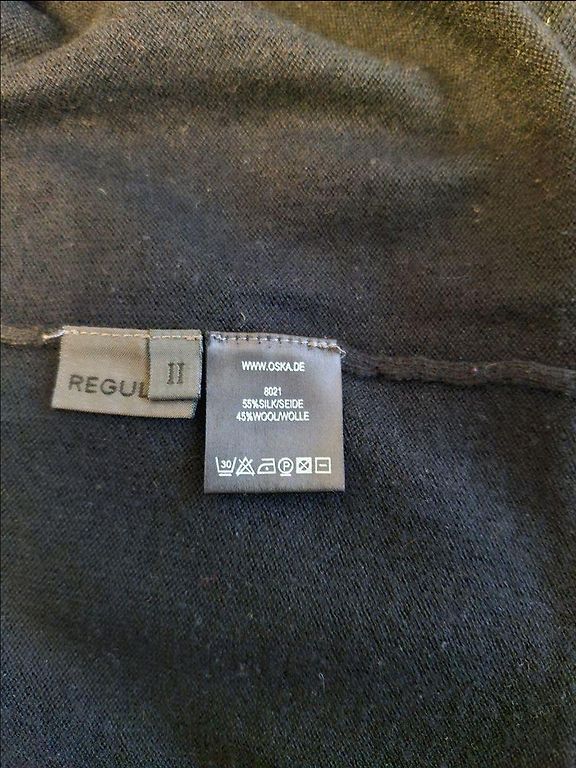 REGUL
II
WWW.OSKA.DE
8021
55%SILK/SEIDE
45%WOOL/WOLLE
30
P